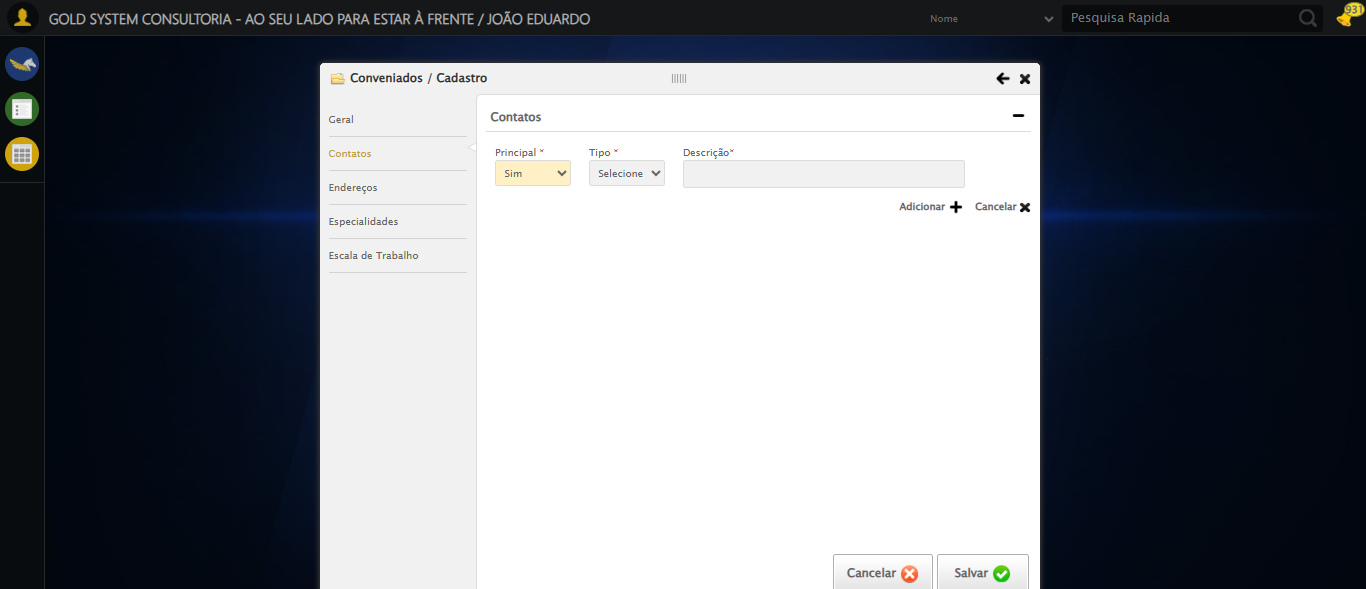 GOLD SYSTEM CONSULTORIA - AO SEU LADO PARA ESTAR À FRENTE / JOÃO EDUARDO
Nome
Pesquisa Rapida
931
Conveniados / Cadastro
Geral
Contatos
Endereços
Especialidades
Escala de Trabalho
Contatos
Principal * Tipo * Descrição*
Sim Selecione
Adicionar Cancelar
Cancelar Salvar